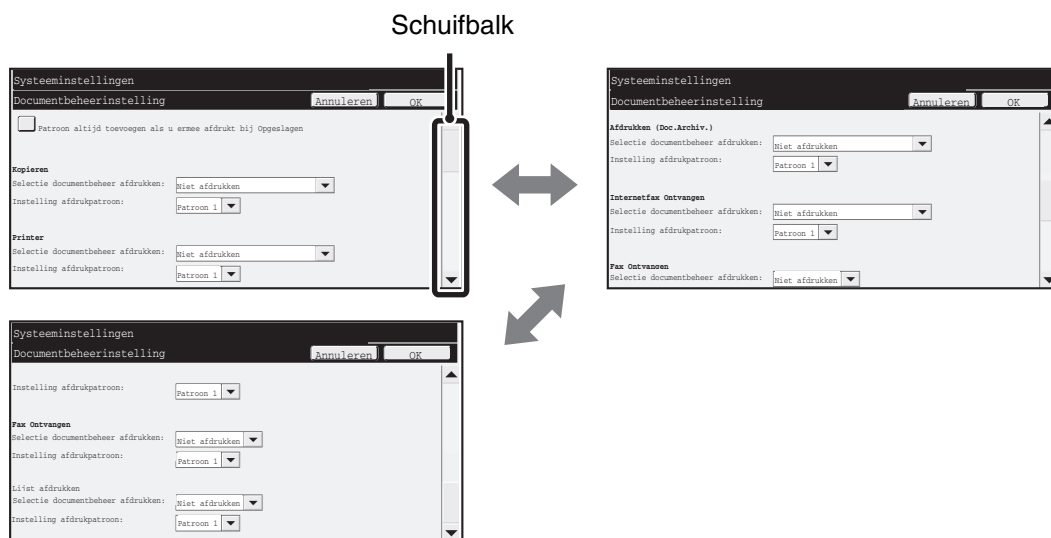 Schuifbalk
Systeeminstellingen
Documentbeheerinstelling Annuleren OK
Patroon altijd toevoegen als u ermee afdrukt bij Opgeslagen
Kopieren
Selectie documentbeheer afdrukken: Niet afdrukken
Instelling afdrukpatroon: Patroon 1
Printer
Selectie documentbeheer afdrukken: Niet afdrukken
Instelling afdrukpatroon: Patroon 1
Systeeminstellingen
Documentbeheerinstelling Annuleren OK
Afdrukken (Doc.Archiv.)
Selectie documentbeheer afdrukken: Niet afdrukken
Instelling afdrukpatroon: Patroon 1
Internetfax Ontvangen
Selectie documentbeheer afdrukken: Niet afdrukken
Instelling afdrukpatroon: Patroon 1
Fax Ontvangen
Selectie documentbeheer afdrukken: Niet afdrukken
Systeeminstellingen
Documentbeheerinstelling Annuleren OK
Instelling afdrukpatroon: Patroon 1
Fax Ontvangen
Selectie documentbeheer afdrukken: Niet afdrukken
Instelling afdrukpatroon: Patroon 1
Lijst afdrukken
Selectie documentbeheer afdrukken: Niet afdrukken
Instelling afdrukpatroon: Patroon 1